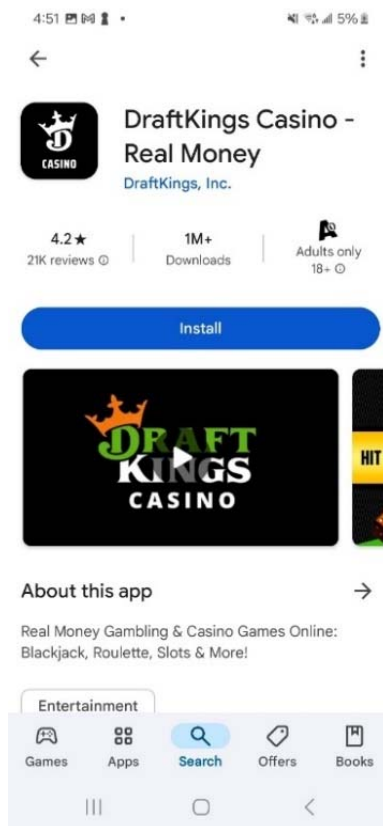 4:51
5%
CASINO
DraftKings Casino -
Real Money
DraftKings, Inc.
4.2★
21K reviews
1M+
Downloads
Adults only
18+
Install
DRAFT
KINGS
CASINO
HIT
About this app
Real Money Gambling & Casino Games Online:
Blackjack, Roulette, Slots & More!
Entertainment
Games
Apps
Search
Offers
Books